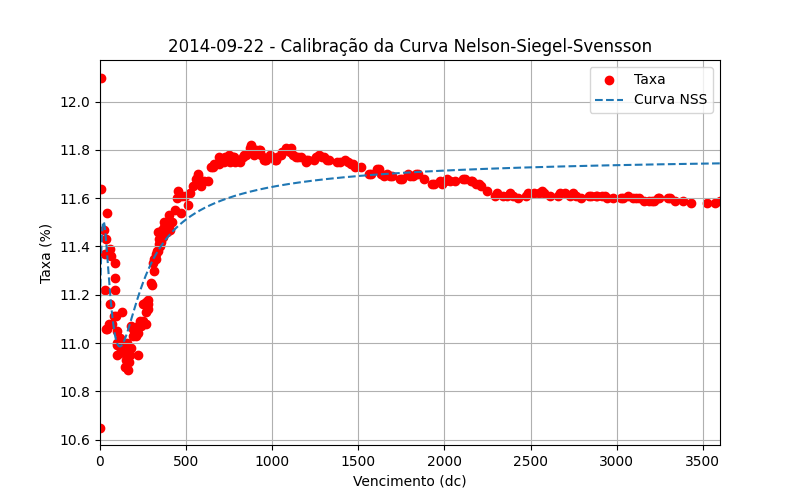 2014-09-22 - Calibração da Curva Nelson-Siegel-Svensson
Taxa
Curva NSS
12.0
11.8
11.6
11.4
11.2
11.0
10.8
10.6
Taxa (%)
0 500 1000 1500 2000 2500 3000 3500
Vencimento (dc)